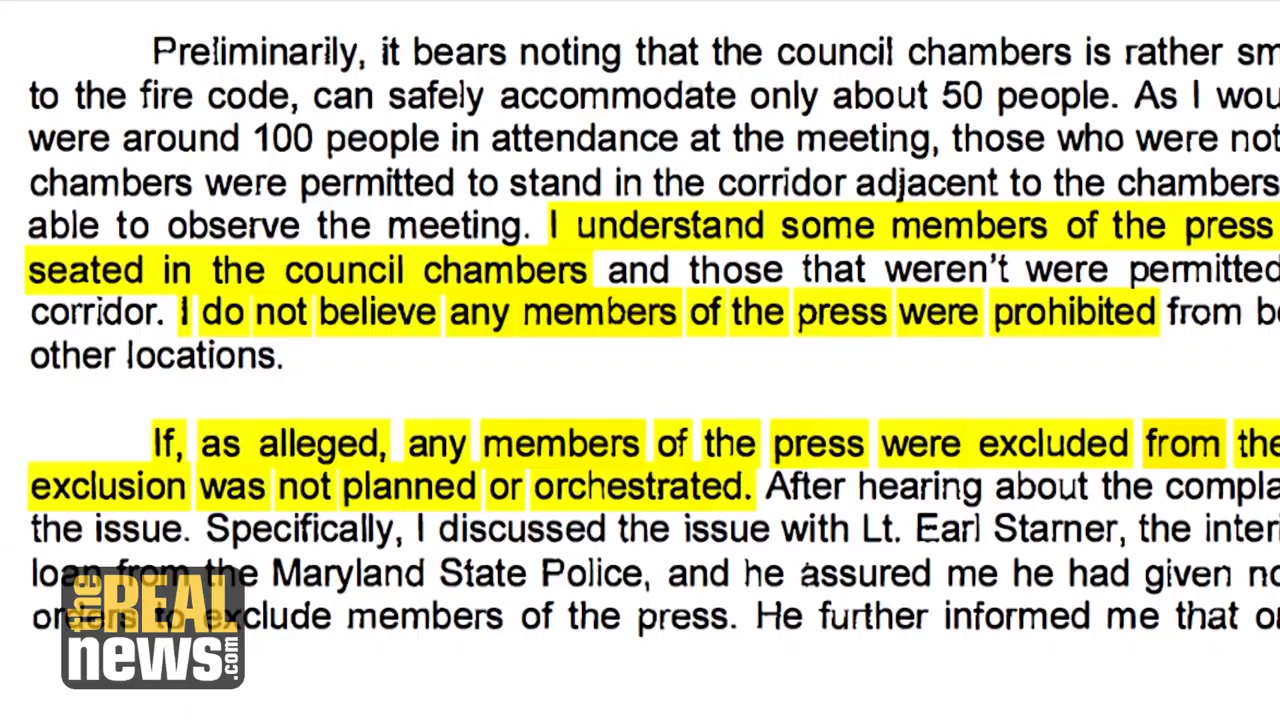 Preliminarily, it bears noting that the council chambers is rather sm
to the fire code, can safely accommodate only about 50 people. As I wou
were around 100 people in attendance at the meeting, those who were not
chambers were permitted to stand in the corridor adjacent to the chambers
able to observe the meeting. I understand some members of the press
seated in the council chambers and those that weren't were permitted
corridor. I do not believe any members of the press were prohibited from be
other locations.
If, as alleged, any members of the press were excluded from the
exclusion was not planned or orchestrated. After hearing about the compla
the issue. Specifically, I discussed the issue with Lt. Earl Starner, the interi
loan from the Maryland State Police, and he assured me he had given no
orders to exclude members of the press. He further informed me that o
the REAL
news.com